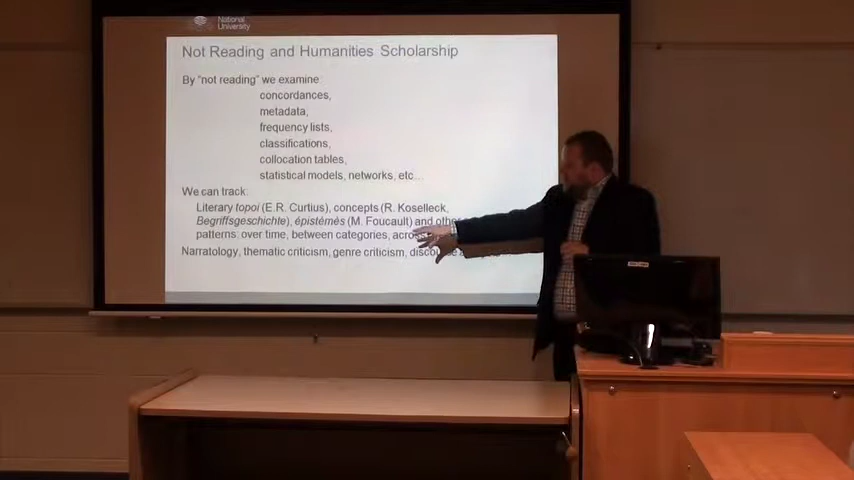 National
University
Not Reading and Humanities Scholarship
By "not reading" we examine:
concordances,
metadata,
frequency lists,
classifications,
collocation tables,
statistical models, networks, etc...
We can track:
Literary topoi (E.R. Curtius), concepts (R. Koselleck,
Begriffsgeschichte), épistémès (M. Foucault) and other
patterns: over time, between categories,
Narratology, thematic criticism, genre criticism,